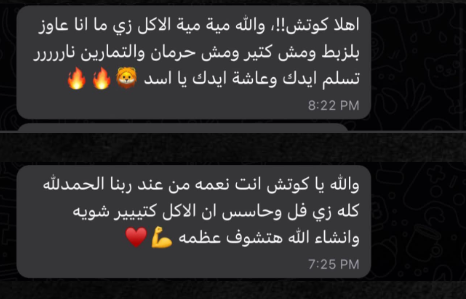 اهلا كوتش!!، والله مية مية الاكل زي ما انا عاوز
بلزبط ومش كتير ومش حرمان والتمارين ناررررر
تسلم ايدك وعاشة ايدك يا اسد 🦁🔥🔥
8:22 PM
والله يا كوتش انت نعمه من عند ربنا الحمدلله
كله زي فل وحاسس ان الاكل كتيييير شويه
وانشاء الله هتشوف عظمه 💪♥️
7:25 PM